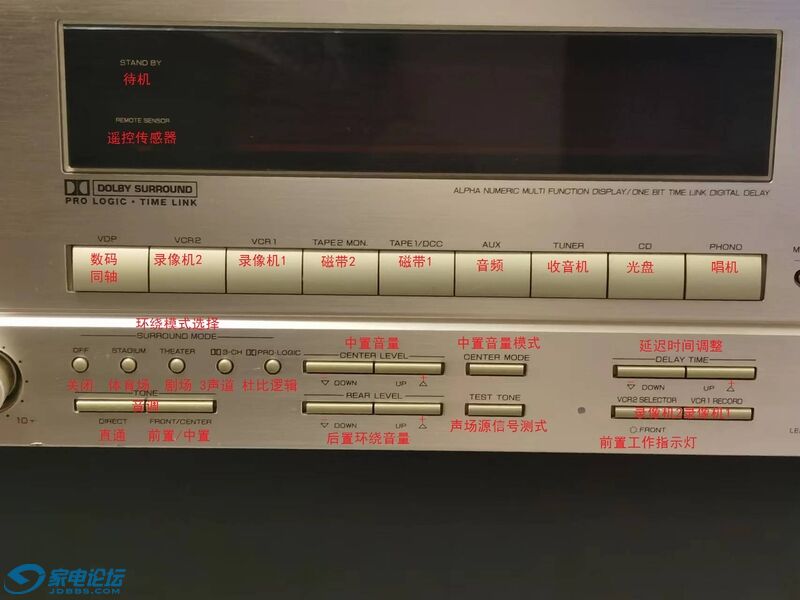 STAND BY
待机
REMOTE SENSOR
遥控传感器
DOLBY SURROUND
PRO LOGIC • TIME LINK
ALPHA NUMERIC MULTI FUNCTION DISPLAY/ONE BIT TIME LINK DIGITAL DELAY
VDP VCR2 VCR1 TAPE2 MON. TAPE1/DCC AUX TUNER CD PHONO
数码同轴 录像机2 录像机1 磁带2 磁带1 音频 收音机 光盘 唱机
环绕模式选择
SURROUND MODE
OFF STADIUM THEATER 3-CH PRO-LOGIC
关闭 体育场 剧场 3声道 杜比逻辑
TONE
音调
DIRECT FRONT/CENTER
直通 前置/中置
中置音量
CENTER LEVEL
− +
▽ DOWN UP △
REAR LEVEL
− +
▽ DOWN UP △
后置环绕音量
中置音量模式
CENTER MODE
TEST TONE
声场源信号测式
延迟时间调整
DELAY TIME
− +
▽ DOWN UP △
VCR2 SELECTOR VCR1 RECORD
录像机2录像机1
FRONT
前置工作指示灯
10
家电论坛
JDBBS.COM